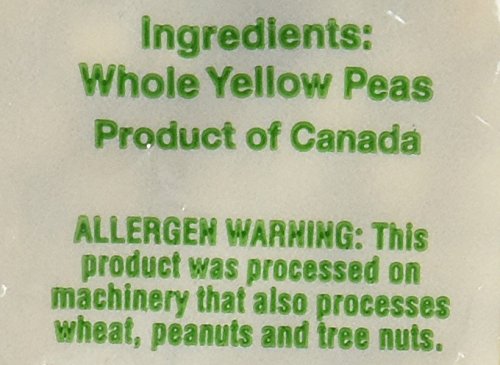 Ingredients:
Whole Yellow Peas
Product of Canada
ALLERGEN WARNING: This
product was processed on
machinery that also processes
wheat, peanuts and tree nuts.